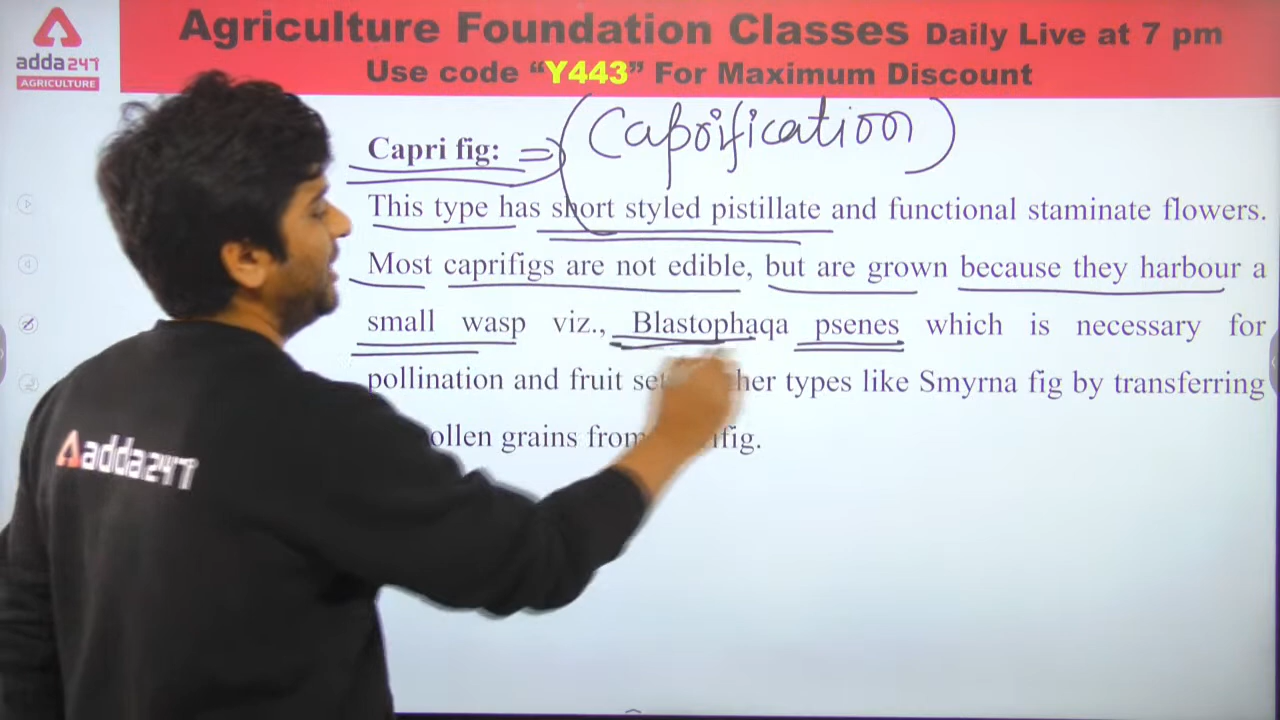 Agriculture Foundation Classes Daily Live at 7 pm
Use code “Y443” For Maximum Discount
adda247
AGRICULTURE
Capri fig: = (Caprification)
This type has short styled pistillate and functional staminate flowers.
Most caprifigs are not edible, but are grown because they harbour a
small wasp viz., Blastophaqa psenes which is necessary for
pollination and fruit set types like Smyrna fig by transferring
grains from
adda247